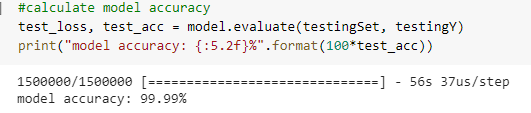 #calculate model accuracy
test_loss, test_acc = model.evaluate(testingSet, testingY)
print("model accuracy: {:5.2f}%".format(100*test_acc))
1500000/1500000 [==============================] - 56s 37us/step
model accuracy: 99.99%